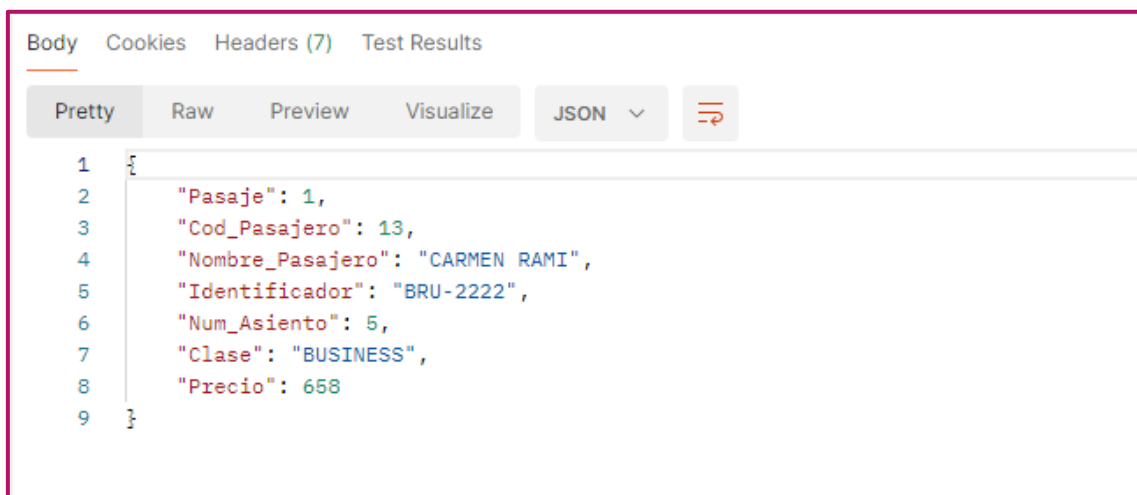 Body Cookies Headers (7) Test Results
Pretty Raw Preview Visualize JSON
1 {
2 "Pasaje": 1,
3 "Cod_Pasajero": 13,
4 "Nombre_Pasajero": "CARMEN RAMI",
5 "Identificador": "BRU-2222",
6 "Num_Asiento": 5,
7 "Clase": "BUSINESS",
8 "Precio": 658
9 }